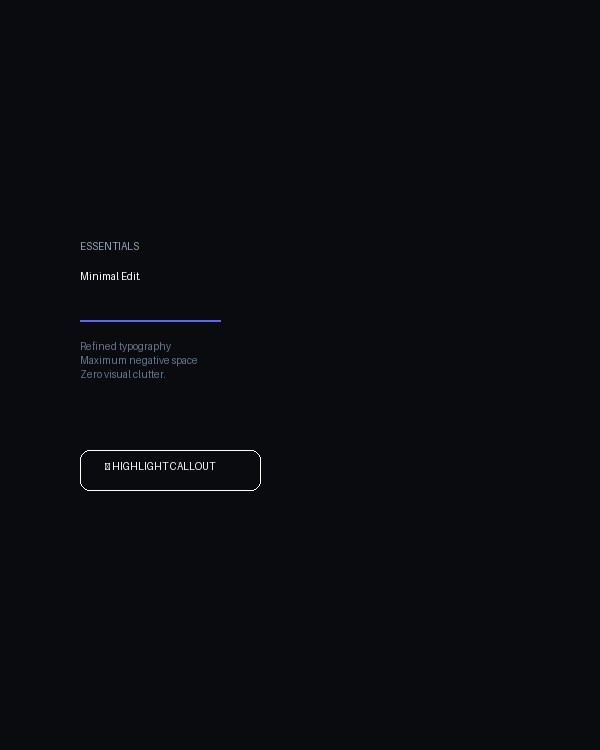 ESSENTIALS
Minimal Edit
Refined typography
Maximum negative space
Zero visual clutter.
HIGHLIGHT CALLOUT